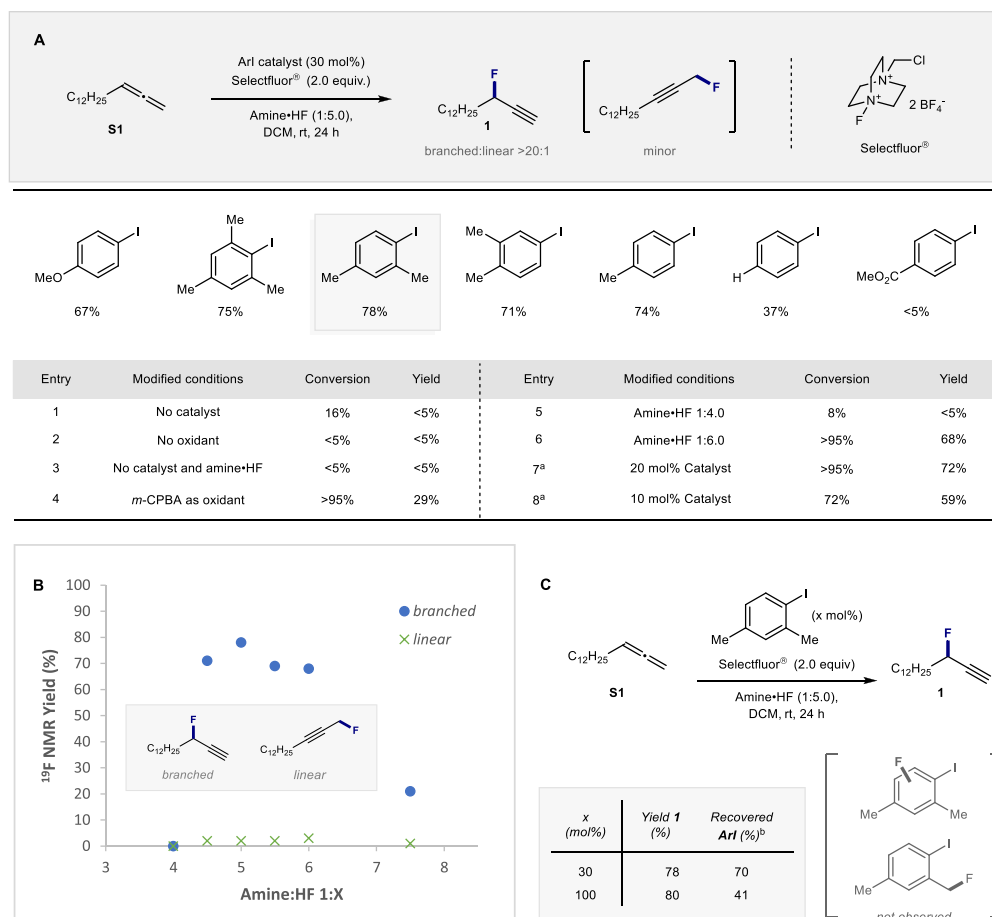 A
C12H25
S1
ArI catalyst (30 mol%)
Selectfluor® (2.0 equiv.)
Amine•HF (1:5.0),
DCM, rt, 24 h
F
C12H25
1
branched:linear >20:1
F
C12H25
minor
Cl
N+
N+
F
2 BF4-
Selectfluor®
I
MeO
67%
Me
I
Me
Me
75%
I
Me
Me
78%
Me
I
Me
71%
I
Me
74%
I
H
37%
I
MeO2C
<5%
Entry Modified conditions Conversion Yield
1 No catalyst 16% <5%
2 No oxidant <5% <5%
3 No catalyst and amine•HF <5% <5%
4 m-CPBA as oxidant >95% 29%
Entry Modified conditions Conversion Yield
5 Amine•HF 1:4.0 8% <5%
6 Amine•HF 1:6.0 >95% 68%
7a 20 mol% Catalyst >95% 72%
8a 10 mol% Catalyst 72% 59%
B
19F NMR Yield (%)
100
90
80
70
60
50
40
30
20
10
0
3 4 5 6 7 8
Amine:HF 1:X
branched
linear
F
C12H25
branched
F
C12H25
linear
C
C12H25
S1
I
Me
Me
(x mol%)
Selectfluor® (2.0 equiv)
Amine•HF (1:5.0),
DCM, rt, 24 h
F
C12H25
1
x
(mol%)
Yield 1
(%)
Recovered
ArI (%)b
30 78 70
100 80 41
F
I
Me
Me
I
Me
F
not observed